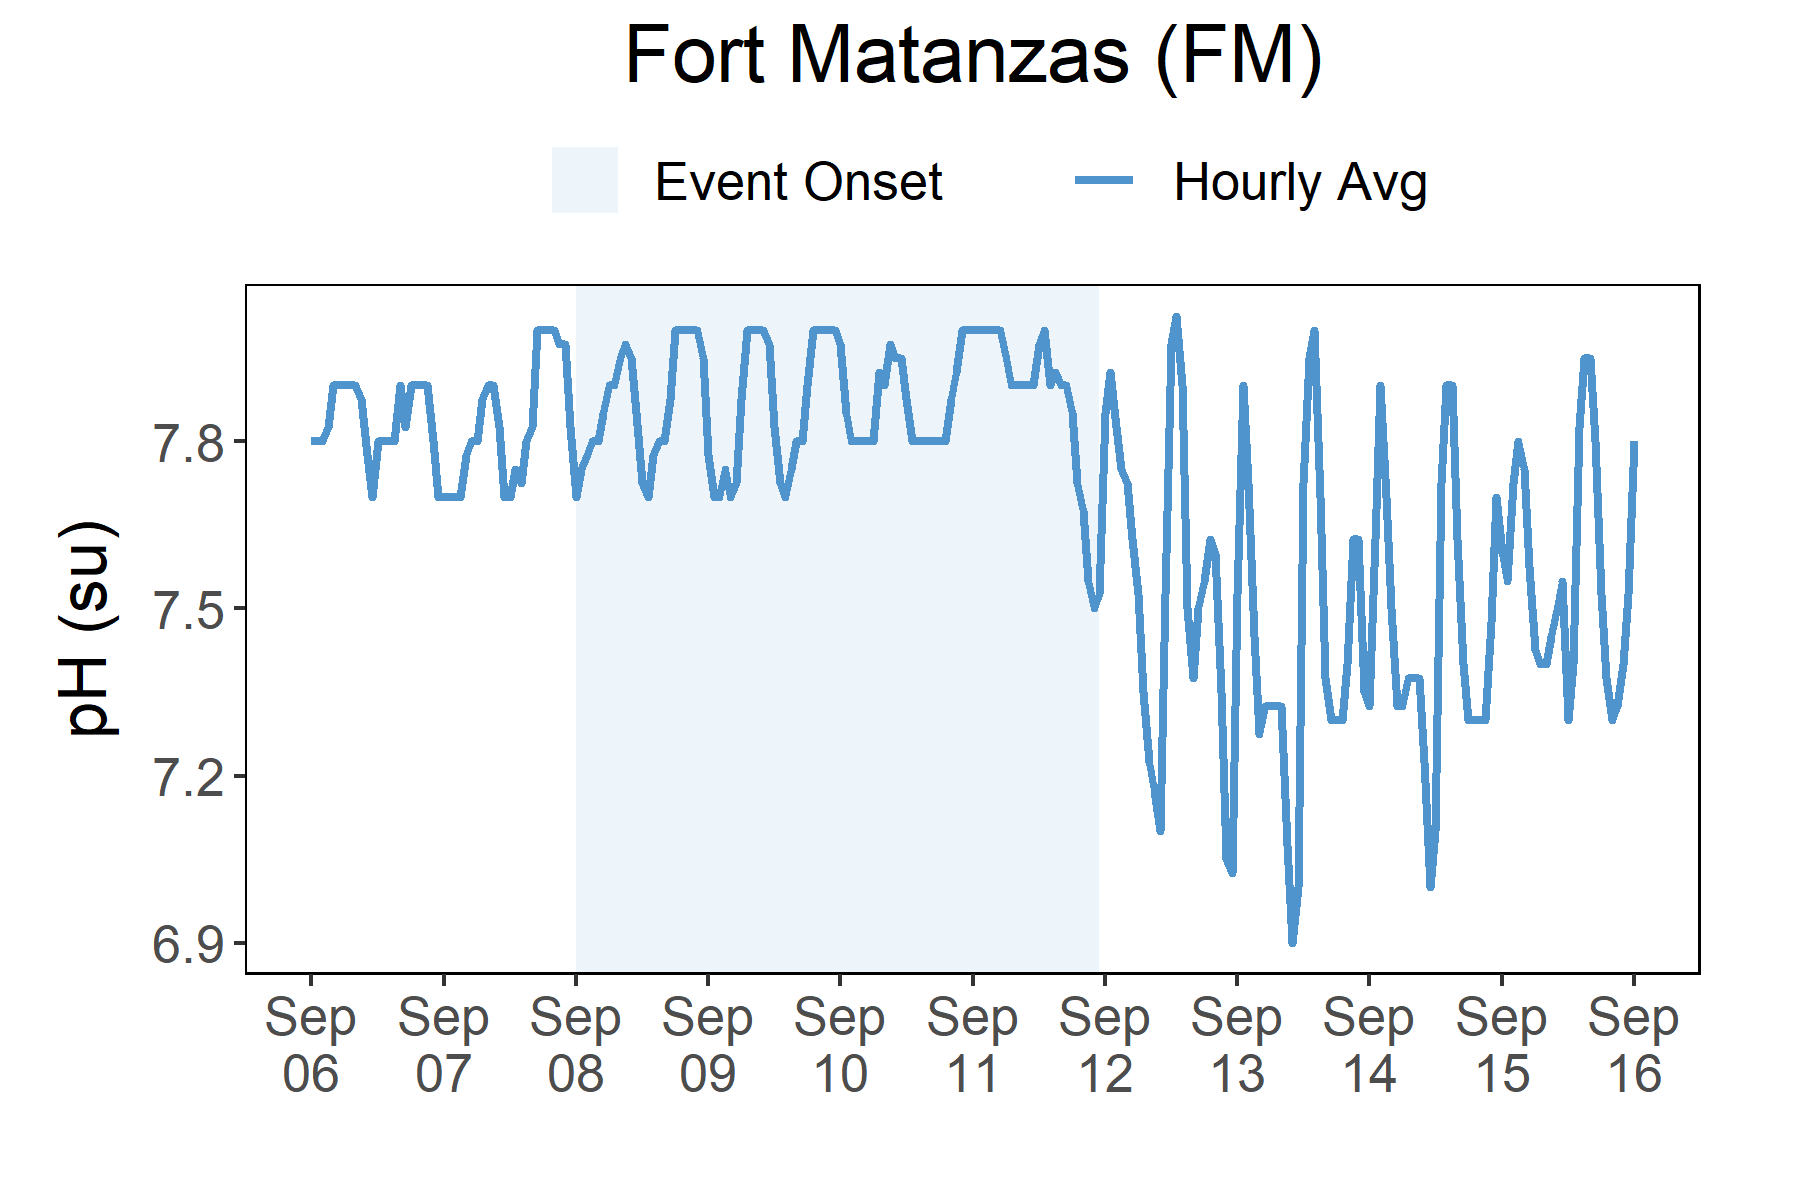 Fort Matanzas (FM)
Event Onset
Hourly Avg
pH (su)
7.8
7.5
7.2
6.9
Sep 06
Sep 07
Sep 08
Sep 09
Sep 10
Sep 11
Sep 12
Sep 13
Sep 14
Sep 15
Sep 16